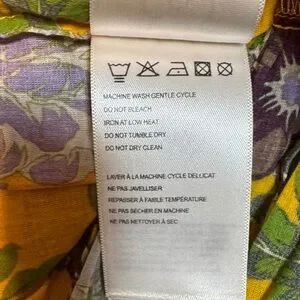 MACHINE WASH GENTLE CYCLE
DO NOT BLEACH
IRON AT LOW HEAT
DO NOT TUMBLE DRY
DO NOT DRY CLEAN
LAVER À LA MACHINE CYCLE DÉLICAT
NE PAS JAVELLISER
REPASSER À FAIBLE TEMPÉRATURE
NE PAS SÉCHER EN MACHINE
NE PAS NETTOYER À SEC